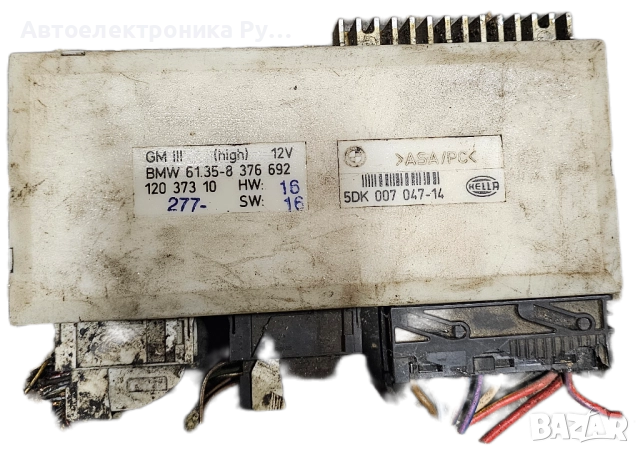 Автоелектроника Ру...
GM III (high) 12V
BMW 61.35-8 376 692
120 373 10 HW: 16
277- SW: 16
>ASA/PC<
5DK 007 047-14
HELLA
BAZAR